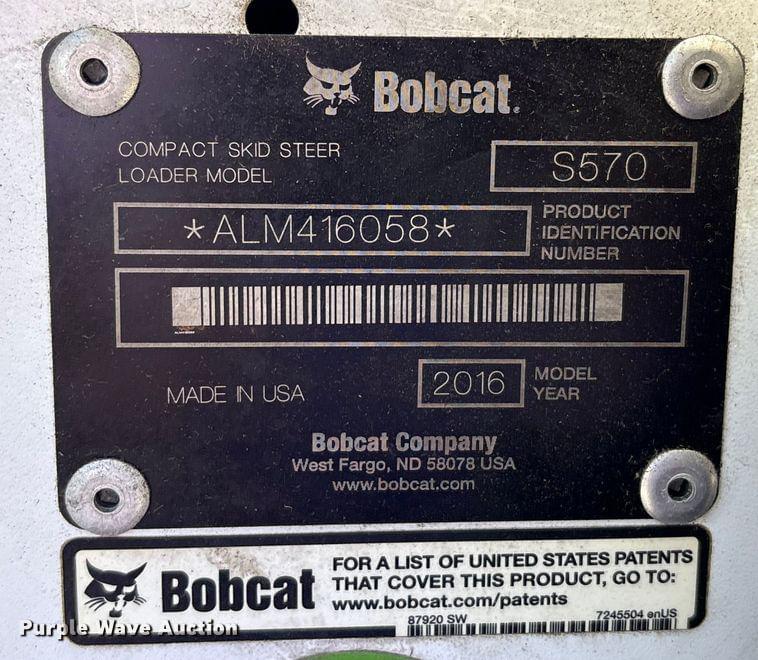 Bobcat.
COMPACT SKID STEER
LOADER MODEL
S570
*ALM416058*
PRODUCT
IDENTIFICATION
NUMBER
MADE IN USA
2016
MODEL
YEAR
Bobcat Company
West Fargo, ND 58078 USA
www.bobcat.com
Bobcat
FOR A LIST OF UNITED STATES PATENTS
THAT COVER THIS PRODUCT, GO TO:
www.bobcat.com/patents
87920 SW
7245504 enUS
Purple Wave Auction